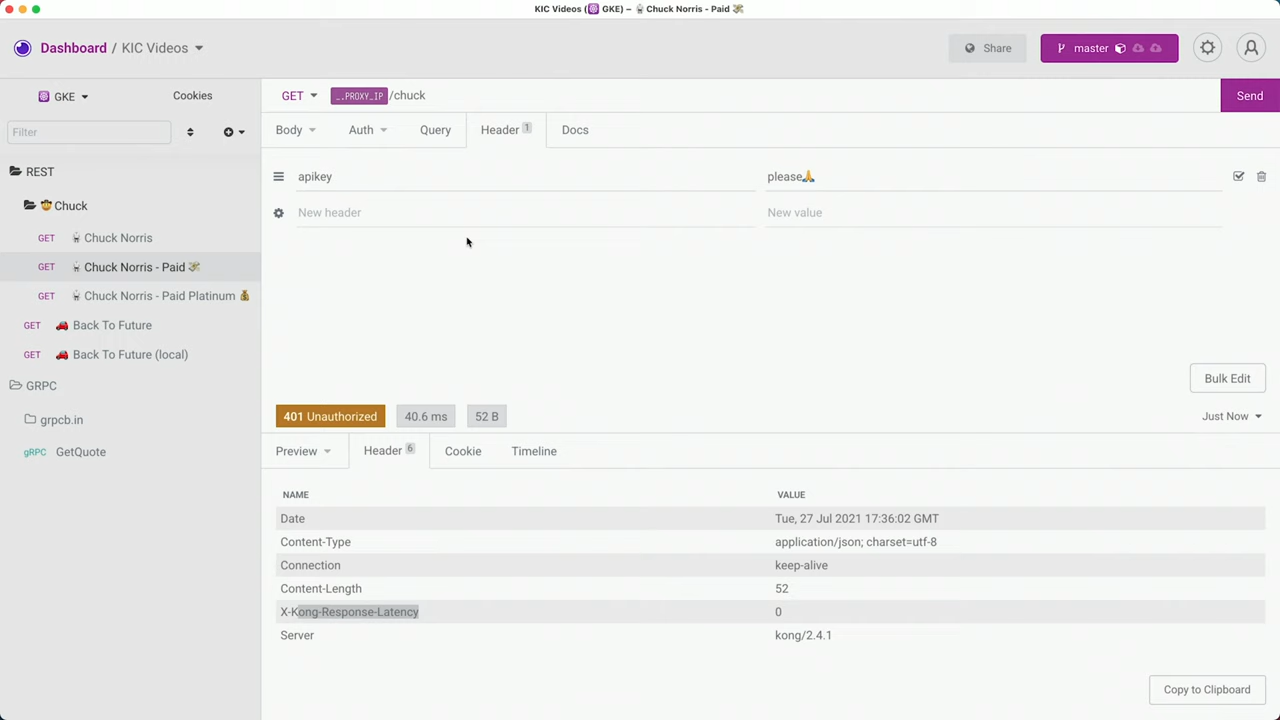 KIC Videos (GKE) – Chuck Norris - Paid 💸
Dashboard / KIC Videos
Share
master
GKE
Cookies
GET
_.PROXY_IP /chuck
Send
Filter
Body
Auth
Query
Header 1
Docs
REST
Chuck
GET Chuck Norris
GET Chuck Norris - Paid 💸
GET Chuck Norris - Paid Platinum 💰
GET 🚗 Back To Future
GET 🚗 Back To Future (local)
GRPC
grpcb.in
gRPC GetQuote
apikey
please🙏
New header
New value
Bulk Edit
401 Unauthorized
40.6 ms
52 B
Just Now
Preview
Header 6
Cookie
Timeline
NAME VALUE
Date Tue, 27 Jul 2021 17:36:02 GMT
Content-Type application/json; charset=utf-8
Connection keep-alive
Content-Length 52
X-Kong-Response-Latency 0
Server kong/2.4.1
Copy to Clipboard